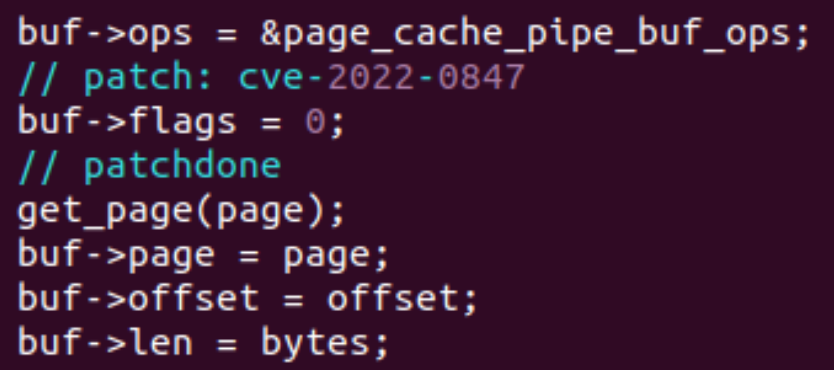 buf->ops = &page_cache_pipe_buf_ops;
// patch: cve-2022-0847
buf->flags = 0;
// patchdone
get_page(page);
buf->page = page;
buf->offset = offset;
buf->len = bytes;